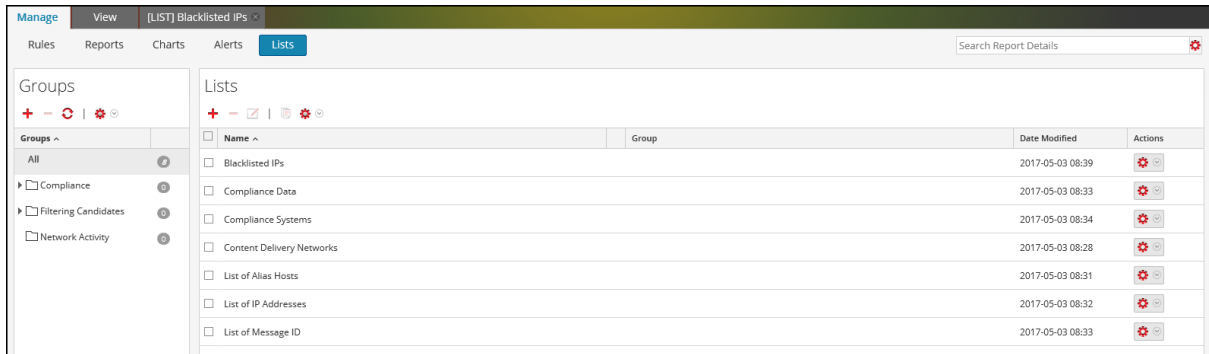 Manage View [LIST] Blacklisted IPs
Rules Reports Charts Alerts Lists
Search Report Details
Groups
Groups
All
Compliance 0
Filtering Candidates 0
Network Activity 0
Lists
Name Group Date Modified Actions
Blacklisted IPs 2017-05-03 08:39
Compliance Data 2017-05-03 08:33
Compliance Systems 2017-05-03 08:34
Content Delivery Networks 2017-05-03 08:28
List of Alias Hosts 2017-05-03 08:31
List of IP Addresses 2017-05-03 08:32
List of Message ID 2017-05-03 08:33